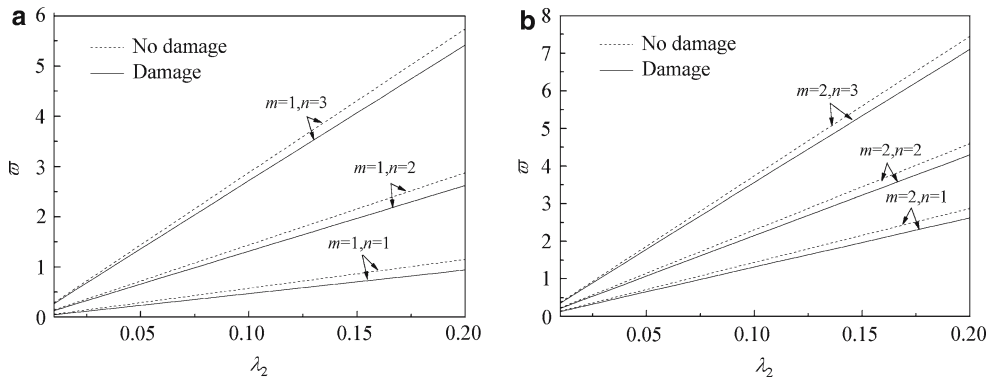 a
6
5
4
3
2
1
0
ϖ
No damage
Damage
m=1,n=3
m=1,n=2
m=1,n=1
0.05
0.10
0.15
0.20
λ2
b
8
7
6
5
4
3
2
1
0
ϖ
No damage
Damage
m=2,n=3
m=2,n=2
m=2,n=1
0.05
0.10
0.15
0.20
λ2